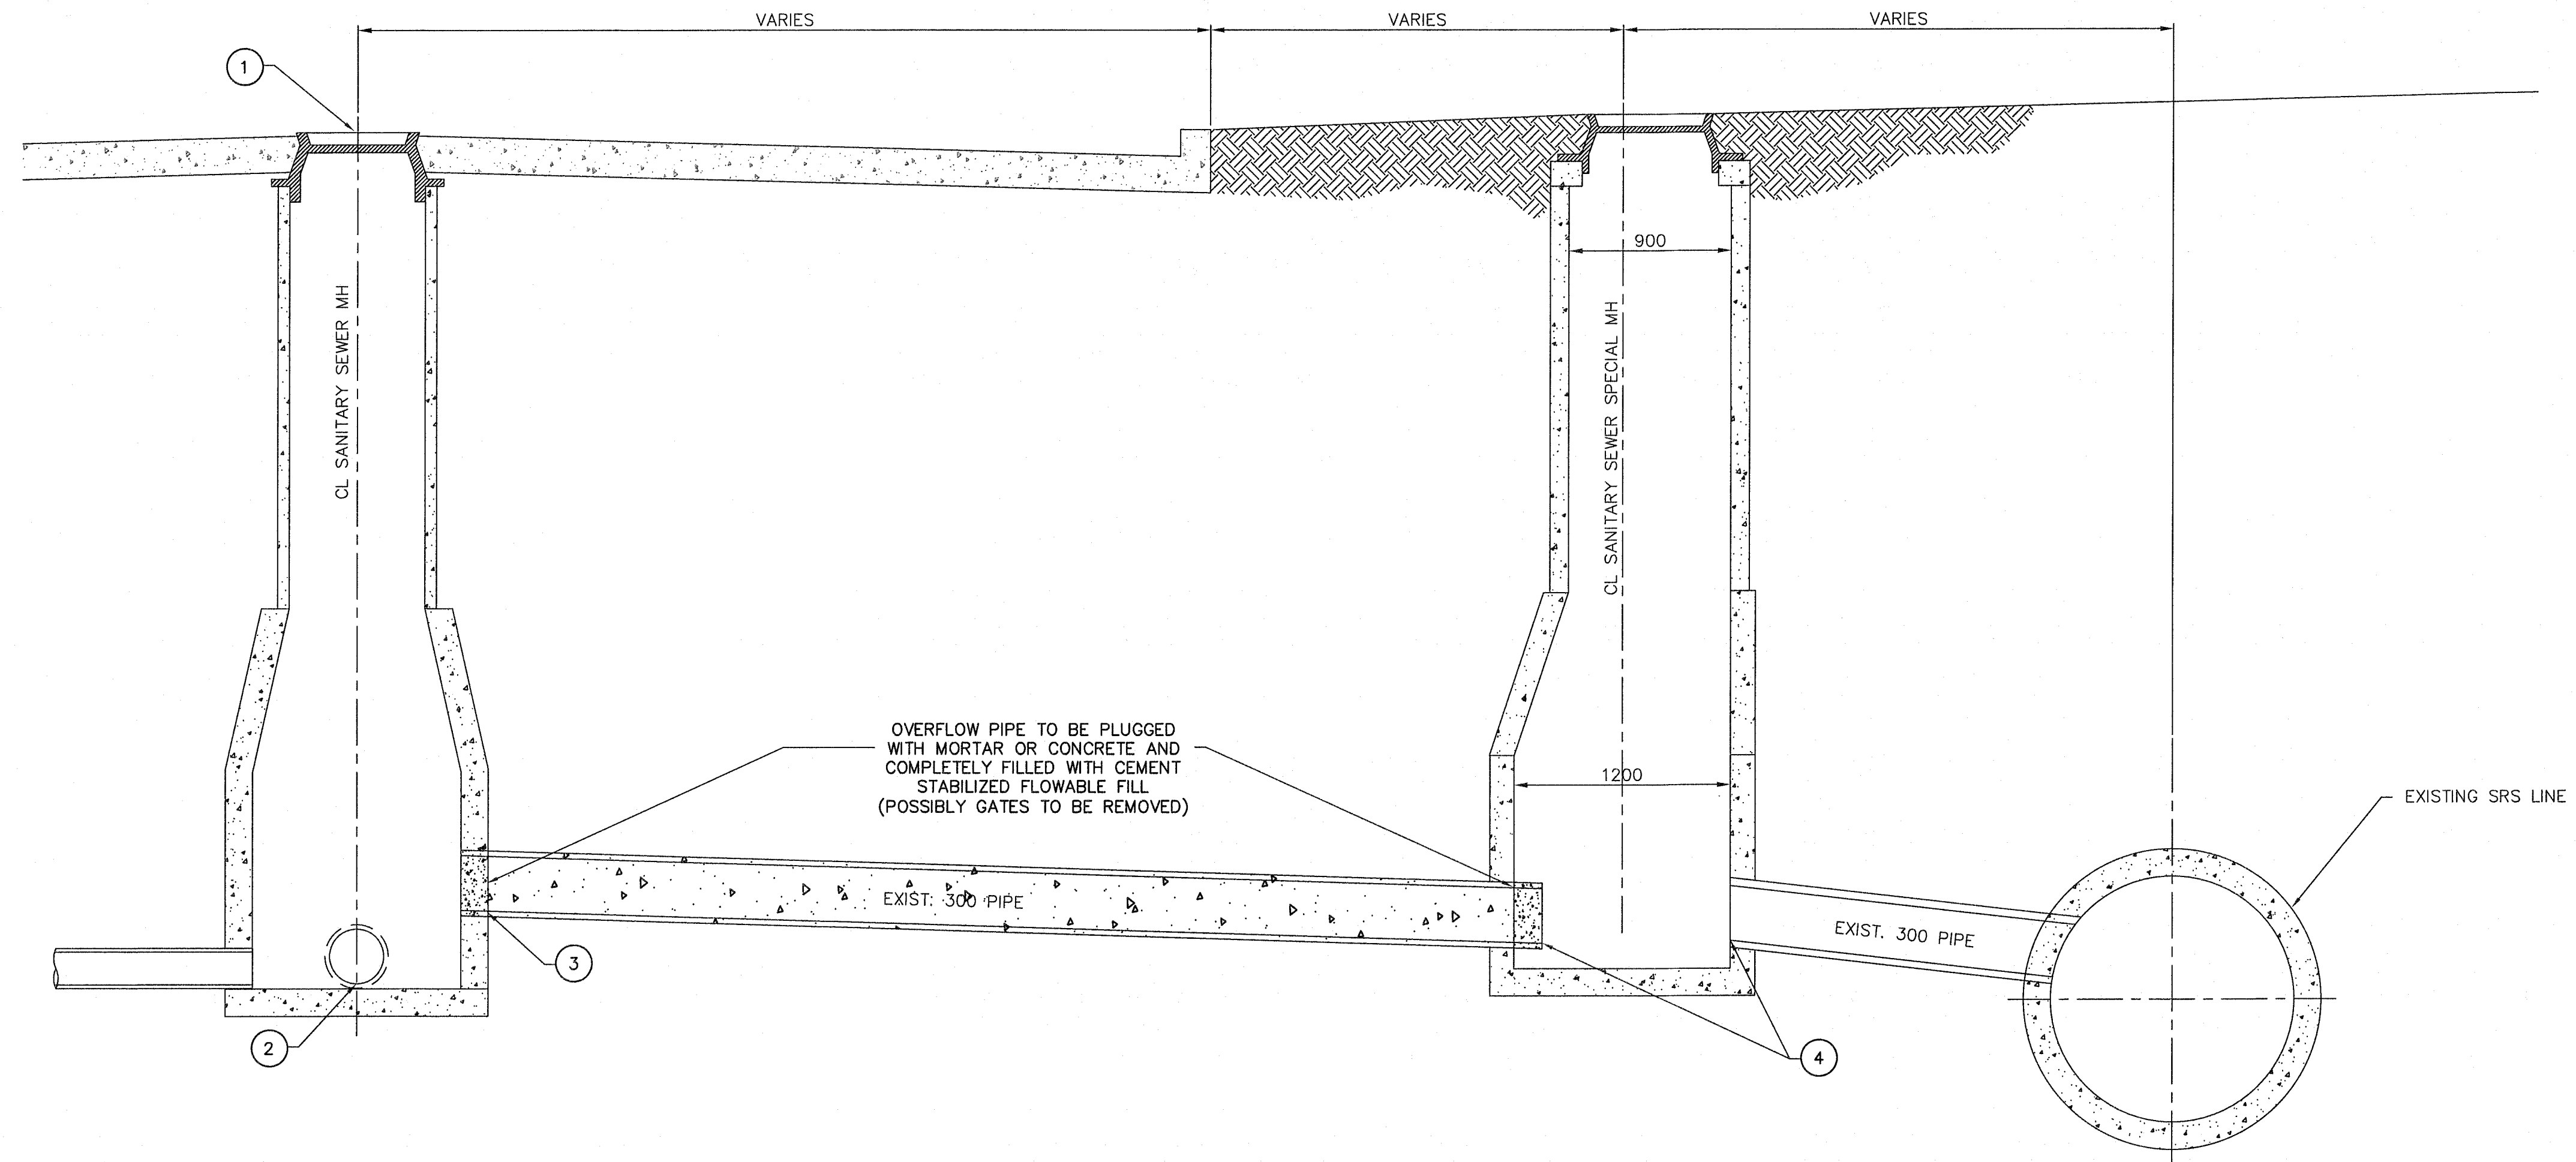 VARIES
VARIES
VARIES
1
900
CL SANITARY SEWER MH
CL SANITARY SEWER SPECIAL MH
OVERFLOW PIPE TO BE PLUGGED
WITH MORTAR OR CONCRETE AND
COMPLETELY FILLED WITH CEMENT
STABILIZED FLOWABLE FILL
(POSSIBLY GATES TO BE REMOVED)
1200
EXISTING SRS LINE
EXIST. 300 PIPE
EXIST. 300 PIPE
3
2
4